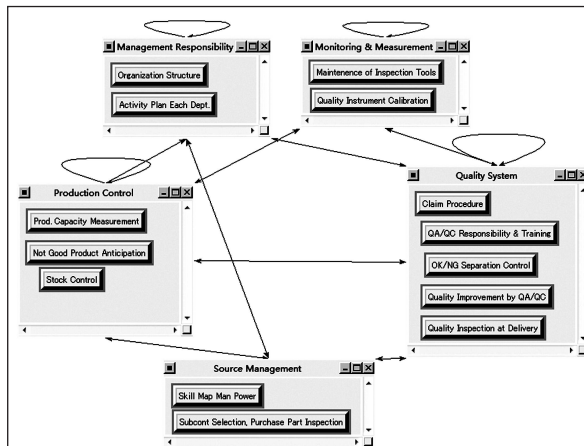 Management Responsibility
Organization Structure
Activity Plan Each Dept.
Monitoring & Measurement
Maintenence of Inspection Tools
Quality Instrument Calibration
Production Control
Prod. Capacity Measurement
Not Good Product Anticipation
Stock Control
Quality System
Claim Procedure
QA/QC Responsibility & Training
OK/NG Separation Control
Quality Improvement by QA/QC
Quality Inspection at Delivery
Source Management
Skill Map Man Power
Subcont Selection, Purchase Part Inspection